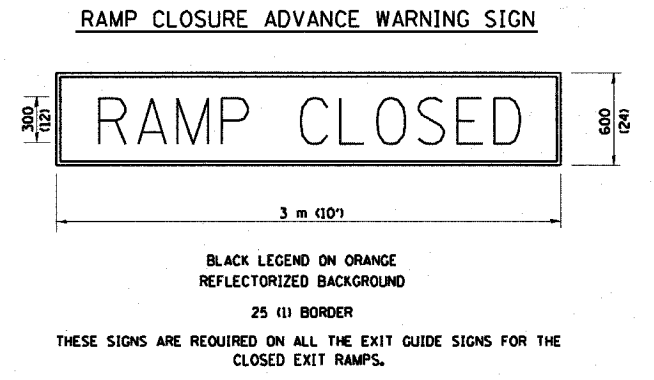 RAMP CLOSURE ADVANCE WARNING SIGN
RAMP CLOSED
300
(12)
600
(24)
3 m (10')
BLACK LEGEND ON ORANGE
REFLECTORIZED BACKGROUND
25 (1) BORDER
THESE SIGNS ARE REQUIRED ON ALL THE EXIT GUIDE SIGNS FOR THE
CLOSED EXIT RAMPS.